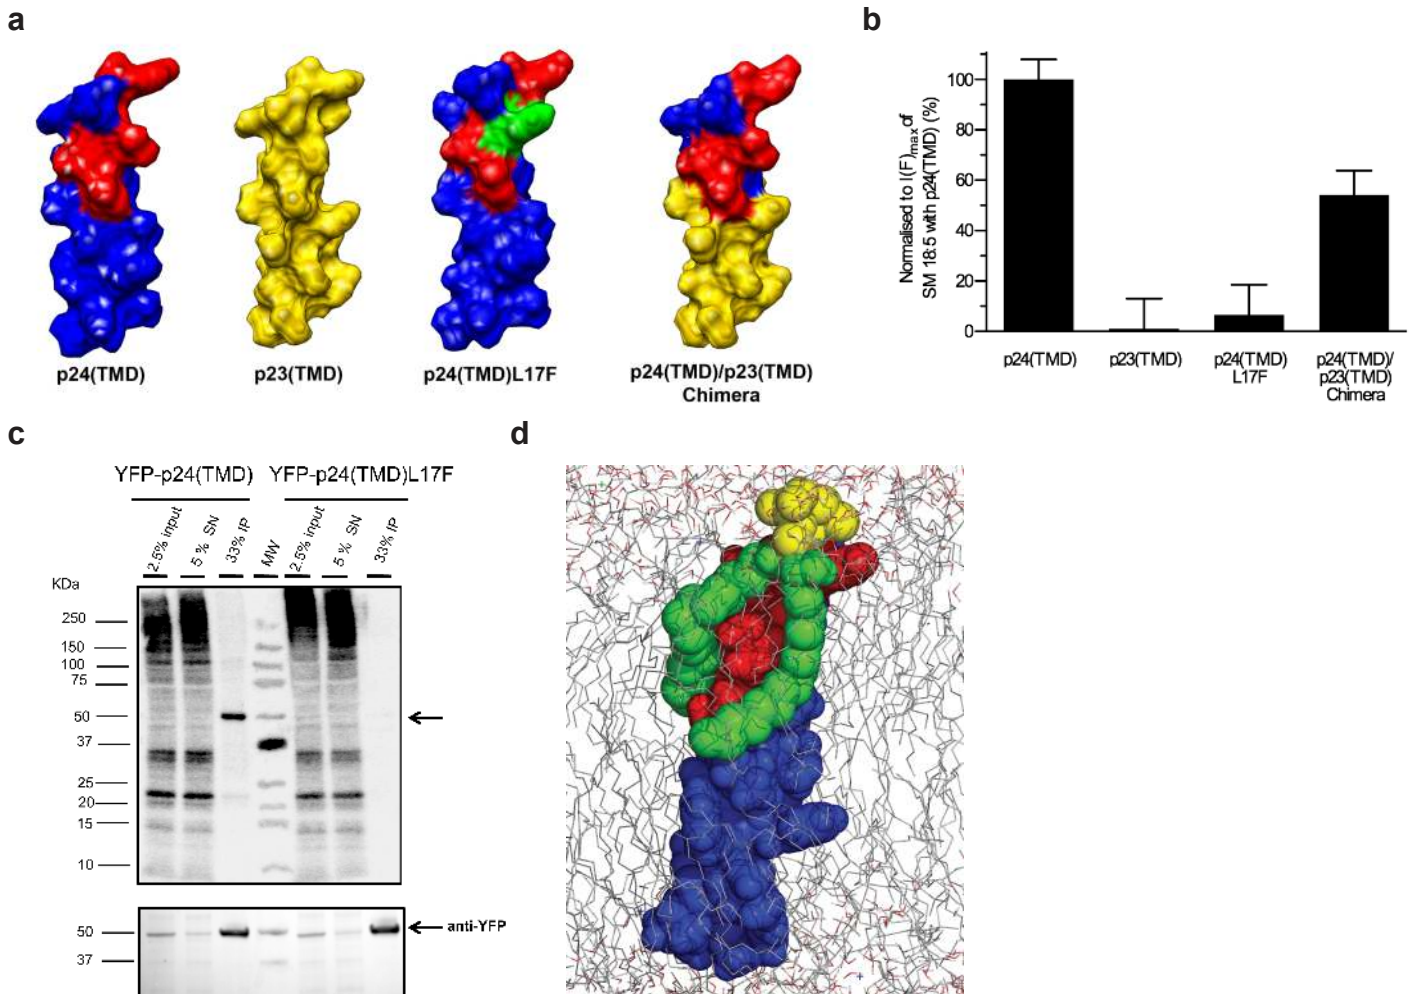 a
p24(TMD)
p23(TMD)
p24(TMD)L17F
p24(TMD)/p23(TMD)
Chimera
b
Normalised to I(F)max of
SM 18:5 with p24(TMD) (%)
100
80
60
40
20
0
p24(TMD)
p23(TMD)
p24(TMD)
L17F
p24(TMD)/
p23(TMD)
Chimera
c
YFP-p24(TMD)
YFP-p24(TMD)L17F
2.5% input
5 % SN
33% IP
MW
2.5% input
5 % SN
33% IP
KDa
250
150
100
75
50
37
25
20
15
10
50
37
anti-YFP
d